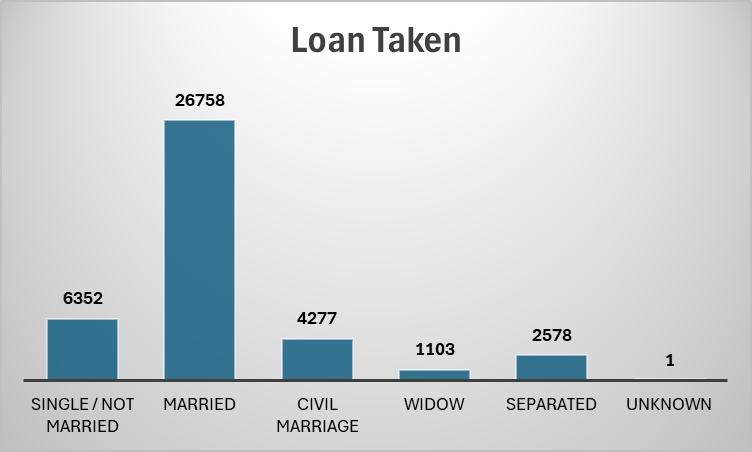 Loan Taken
26758
6352
4277
2578
1103
1
SINGLE / NOT MARRIED CIVIL WIDOW SEPARATED UNKNOWN
MARRIED MARRIAGE